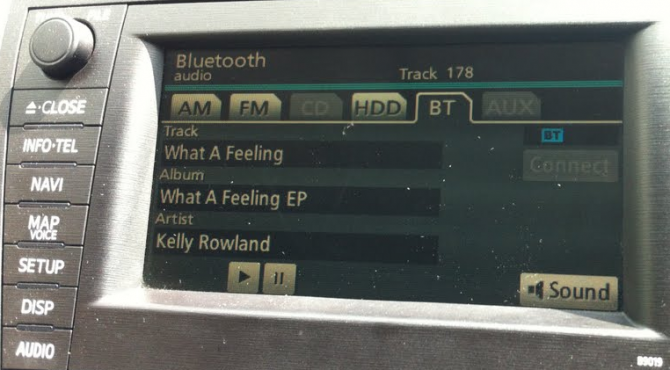 Bluetooth
audio
Track 178
AM FM CD HDD BT AUX
Track
BT
What A Feeling
Connect
Album
What A Feeling EP
Artist
Kelly Rowland
Sound
CLOSE
INFO·TEL
NAVI
MAP
VOICE
SETUP
DISP
AUDIO
B9019